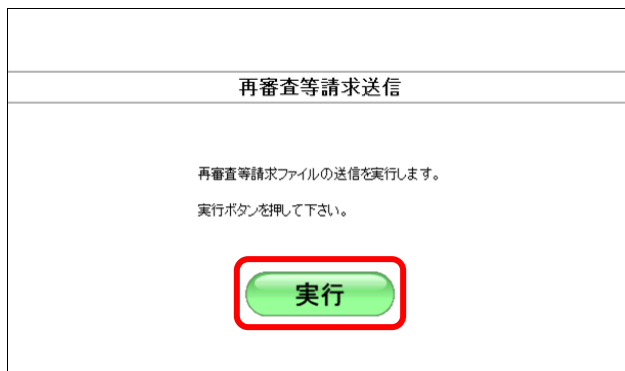 再審査等請求送信
再審査等請求ファイルの送信を実行します。
実行ボタンを押して下さい。
実行